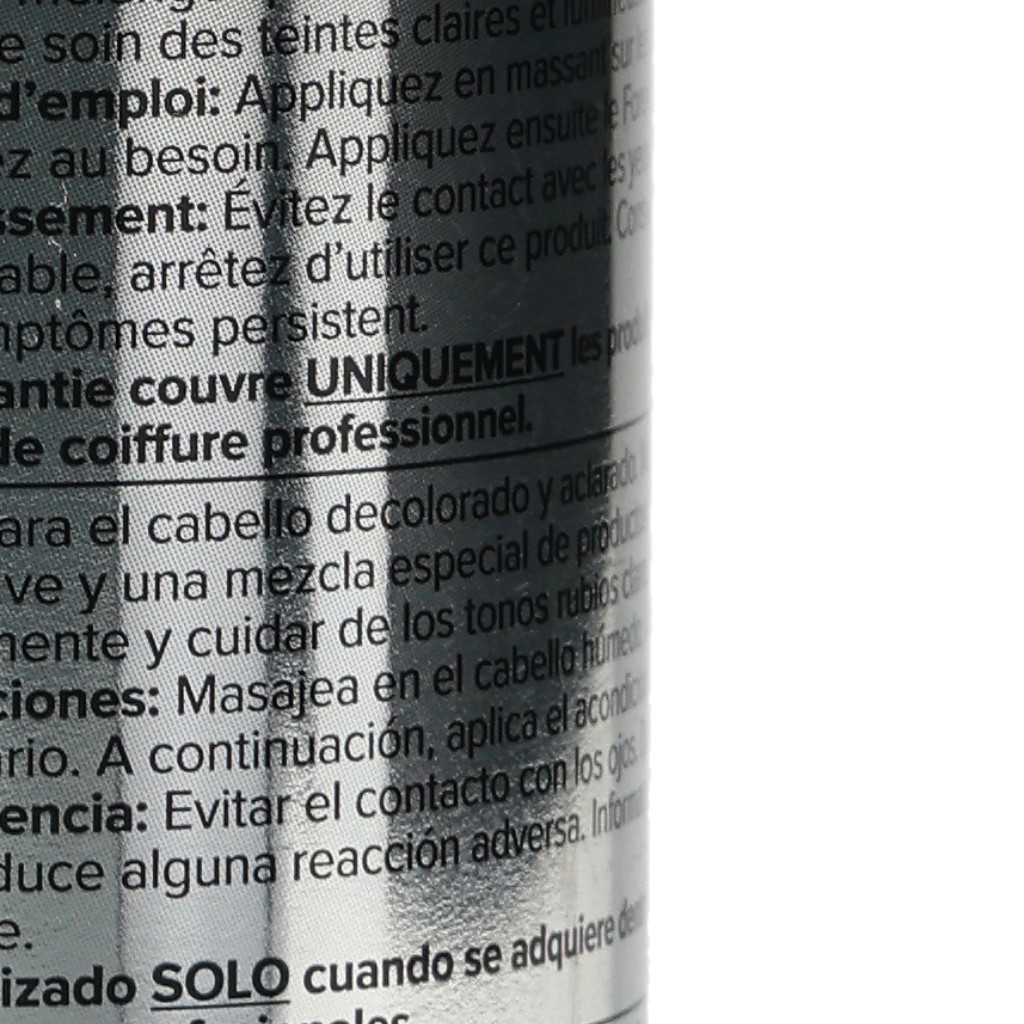 e soin des teintes claires et
d'emploi: Appliquez en massant sur
ez au besoin. Appliquez ensuite le
ssement: Évitez le contact avec les
able, arrêtez d'utiliser ce produit.
mptômes persistent.
antie couvre UNIQUEMENT les
de coiffure professionnel.
ara el cabello decolorado y aclarado,
ve y una mezcla especial de
mente y cuidar de los tonos rubios
ciones: Masajea en el cabello
rio. A continuación, aplica el
encia: Evitar el contacto con los ojos.
duce alguna reacción adversa.
e.
izado SOLO cuando se adquiere